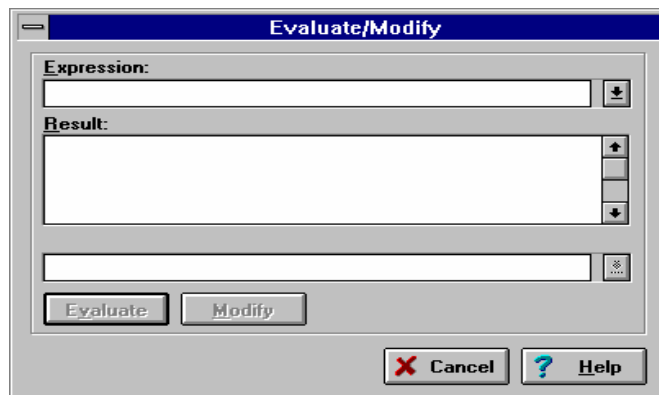 Evaluate/Modify
Expression:
Result:
Evaluate Modify
Cancel ? Help